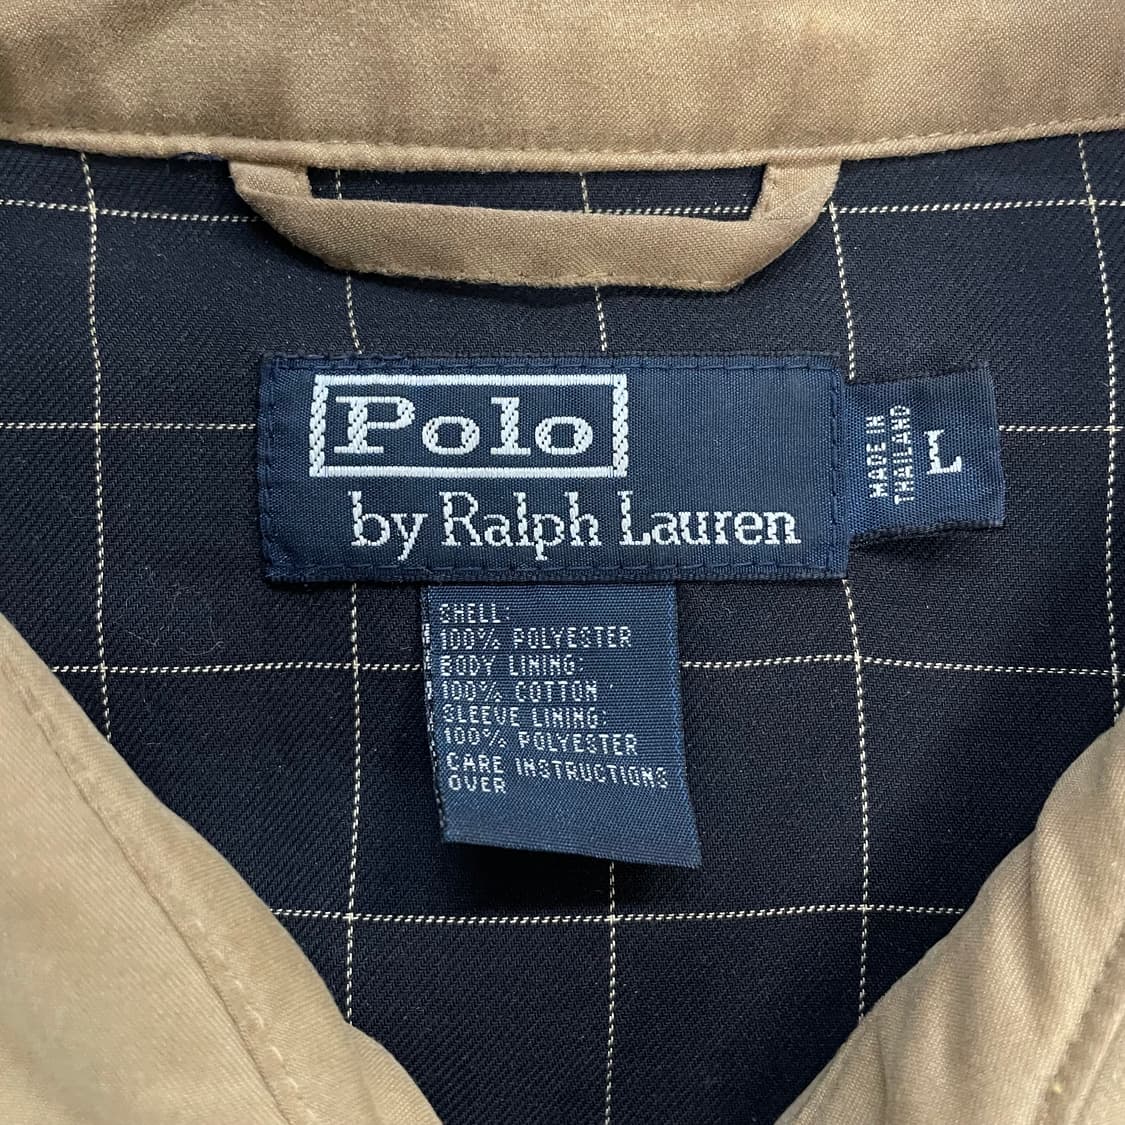 Polo
by Ralph Lauren
MADE IN
THAILAND
L
SHELL:
100% POLYESTER
BODY LINING:
100% COTTON
SLEEVE LINING:
100% POLYESTER
CARE INSTRUCTIONS
OVER